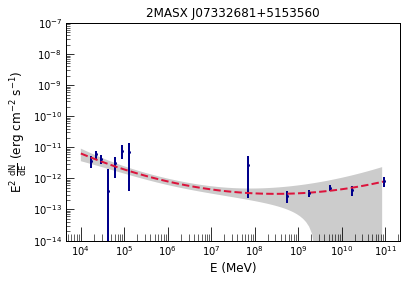 2MASX J07332681+5153560
E² dN/dE (erg cm⁻² s⁻¹)
10⁻⁷
10⁻⁸
10⁻⁹
10⁻¹⁰
10⁻¹¹
10⁻¹²
10⁻¹³
10⁻¹⁴
10⁴ 10⁵ 10⁶ 10⁷ 10⁸ 10⁹ 10¹⁰ 10¹¹
E (MeV)